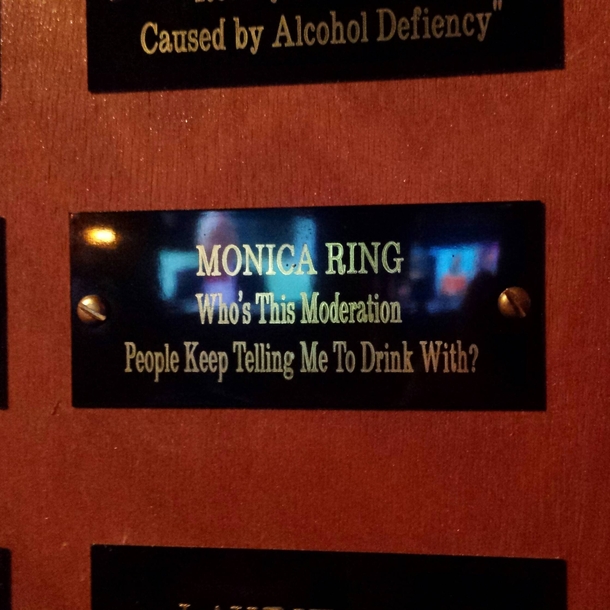 Caused by Alcohol Defiency"
MONICA RING
Who's This Moderation
People Keep Telling Me To Drink With?